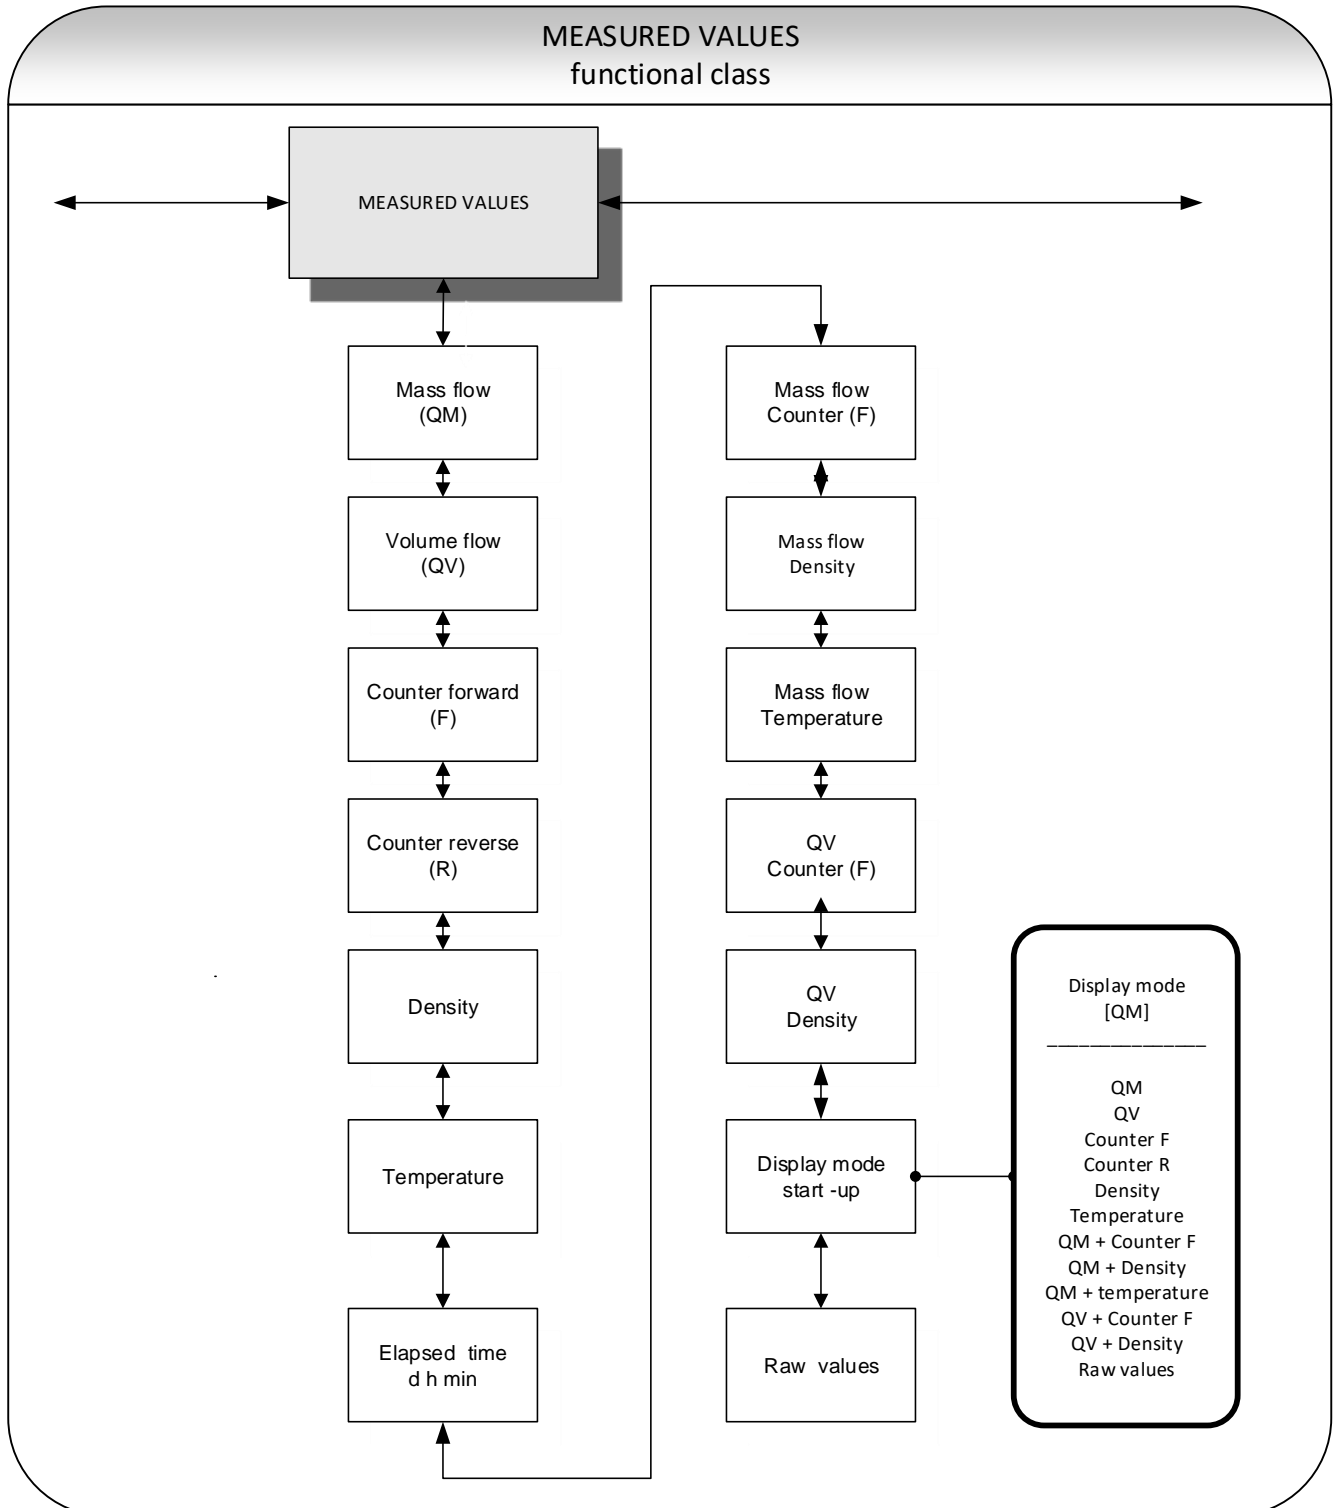 MEASURED VALUES
functional class
MEASURED VALUES
Mass flow
(QM)
Volume flow
(QV)
Counter forward
(F)
Counter reverse
(R)
Density
Temperature
Elapsed time
d h min
Mass flow
Counter (F)
Mass flow
Density
Mass flow
Temperature
QV
Counter (F)
QV
Density
Display mode
start -up
Raw values
Display mode
[QM]
_______________
QM
QV
Counter F
Counter R
Density
Temperature
QM + Counter F
QM + Density
QM + temperature
QV + Counter F
QV + Density
Raw values